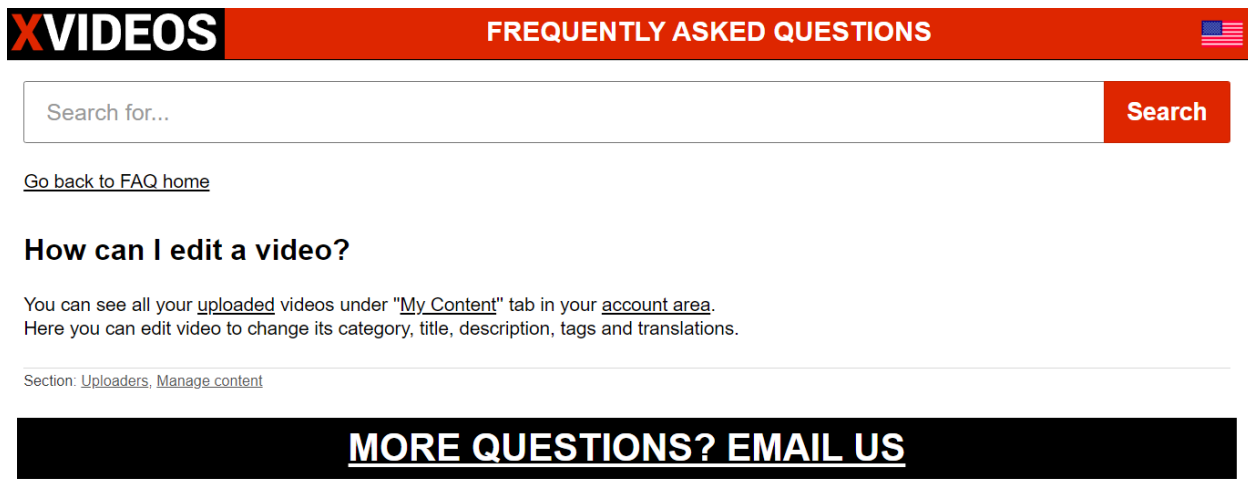 XVIDEOS
FREQUENTLY ASKED QUESTIONS
Search for...
Search
Go back to FAQ home
How can I edit a video?
You can see all your uploaded videos under "My Content" tab in your account area.
Here you can edit video to change its category, title, description, tags and translations.
Section: Uploaders, Manage content
MORE QUESTIONS? EMAIL US